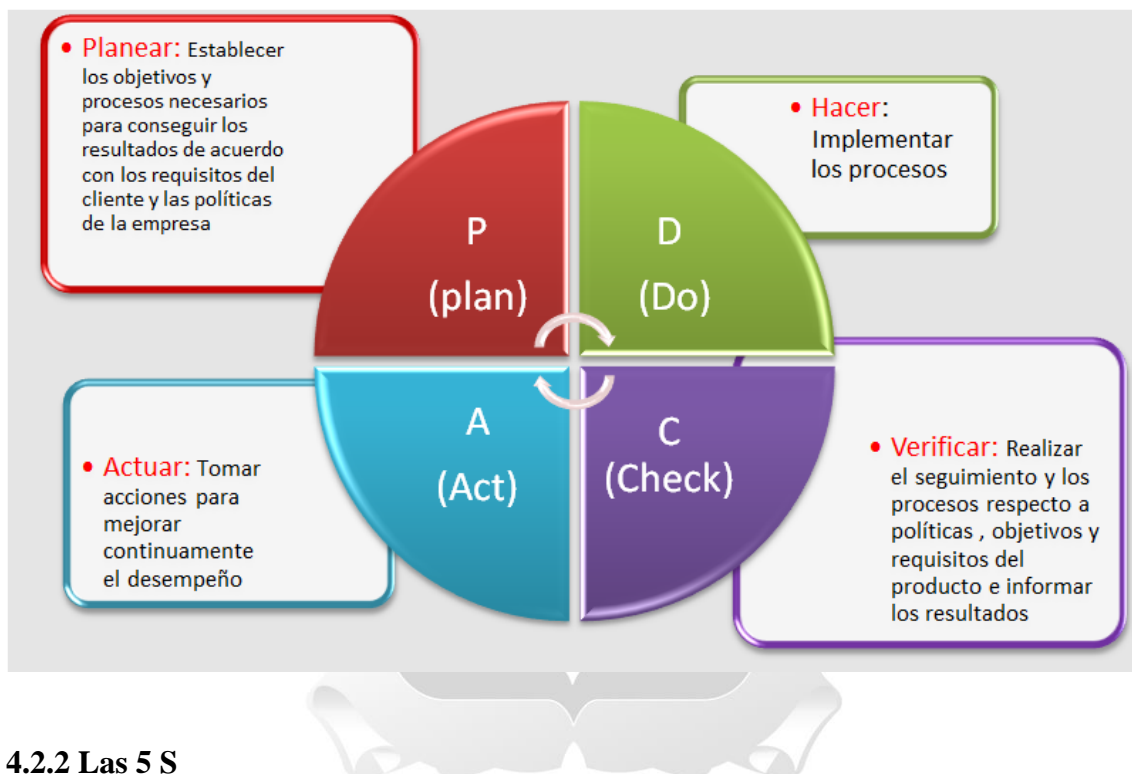 • Planear: Establecer
los objetivos y
procesos necesarios
para conseguir los
resultados de acuerdo
con los requisitos del
cliente y las políticas
de la empresa
• Hacer:
Implementar
los procesos
P
(plan)
D
(Do)
A
(Act)
C
(Check)
• Actuar: Tomar
acciones para
mejorar
continuamente
el desempeño
• Verificar: Realizar
el seguimiento y los
procesos respecto a
políticas , objetivos y
requisitos del
producto e informar
los resultados
4.2.2 Las 5 S